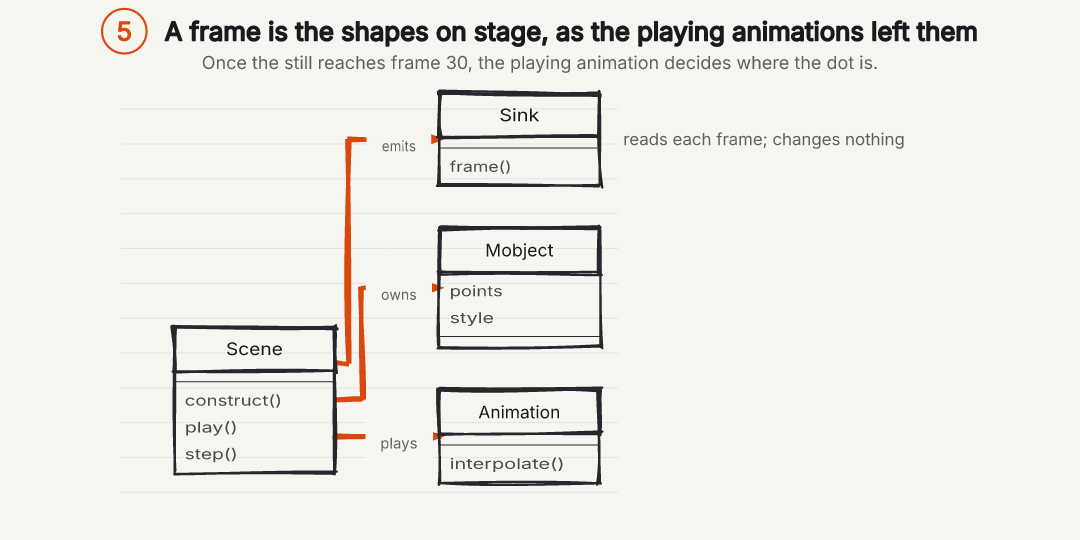 5 A frame is the shapes on stage, as the playing animations left them
Once the still reaches frame 30, the playing animation decides where the dot is.
Sink
frame()
emits
reads each frame; changes nothing
Mobject
points
style
owns
Scene
construct()
play()
step()
plays
Animation
interpolate()